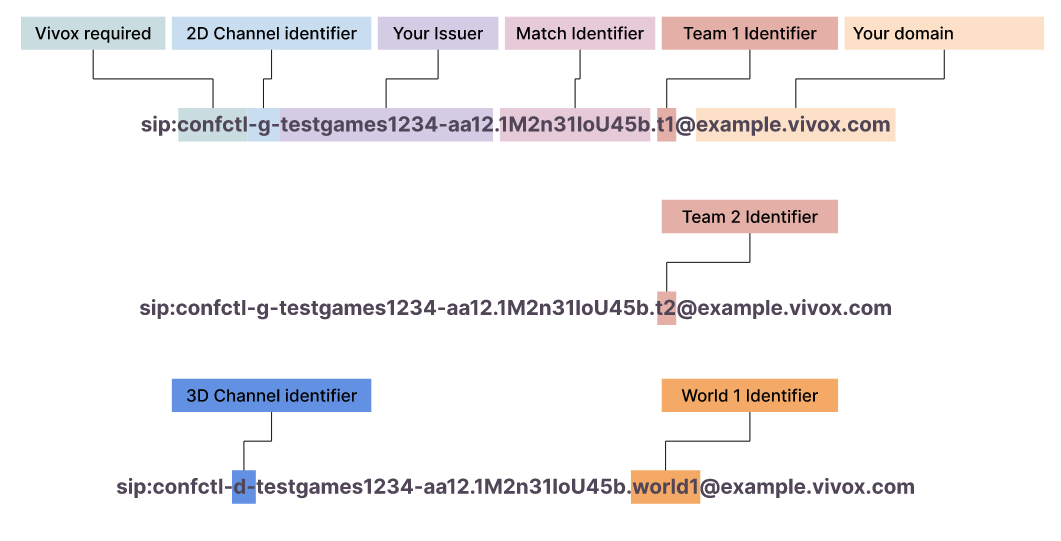 Vivox required 2D Channel identifier Your Issuer Match Identifier Team 1 Identifier Your domain
sip:confctl-g-testgames1234-aa12.1M2n31IoU45b.t1@example.vivox.com
Team 2 Identifier
sip:confctl-g-testgames1234-aa12.1M2n31IoU45b.t2@example.vivox.com
3D Channel identifier World 1 Identifier
sip:confctl-d-testgames1234-aa12.1M2n31IoU45b.world1@example.vivox.com